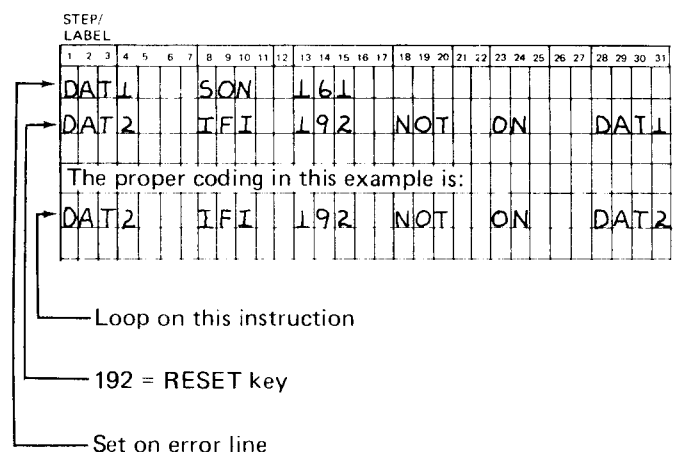 STEP/
LABEL
1 2 3 4 5 6 7 8 9 10 11 12 13 14 15 16 17 18 19 20 21 22 23 24 25 26 27 28 29 30 31
DAT1 SON 161
DAT2 IFI 192 NOT ON DAT1
The proper coding in this example is:
DAT2 IFI 192 NOT ON DAT2
Loop on this instruction
192 = RESET key
Set on error line